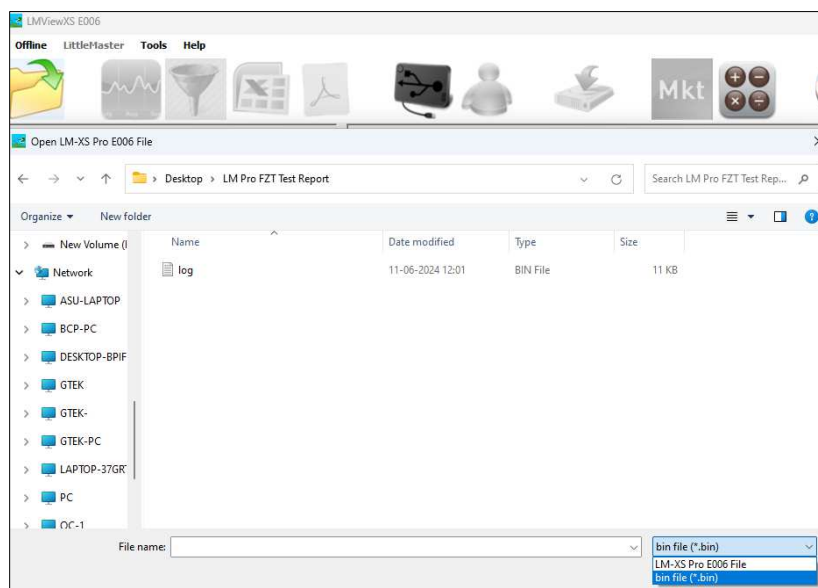 LMViewXS E006
Offline LittleMaster Tools Help
Mkt
Open LM-XS Pro E006 File
Desktop > LM Pro FZT Test Report
Search LM Pro FZT Test Rep...
Organize New folder
Name Date modified Type Size
New Volume (
log 11-06-2024 12:01 BIN File 11 KB
Network
ASU-LAPTOP
BCP-PC
DESKTOP-BPIF
GTEK
GTEK-
GTEK-PC
LAPTOP-37GR
PC
OC-1
File name: bin file (*.bin)
LM-XS Pro E006 File
bin file (*.bin)